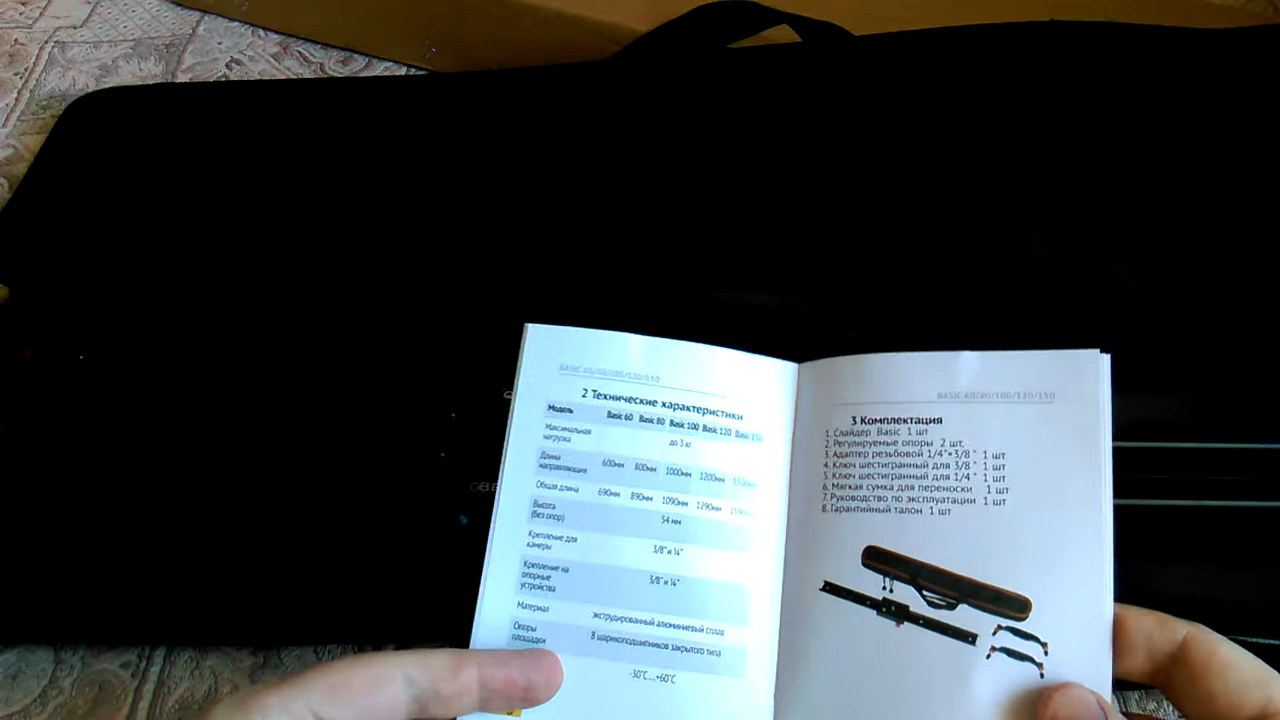 BASIC 60/80/100/130/150
2 Технические характеристики
Модель Basic 60 Basic 80 Basic 100 Basic 120 Basic 150
Максимальная
нагрузка
до 3 кг
Длина
направляющих
600мм 800мм 1000мм 1200мм 1500мм
Общая длина 690мм 890мм 1090мм 1290мм 1590мм
Высота
(без опор)
54 мм
Крепление для
камеры
3/8" и ¼"
Крепление на
опорные
устройства
3/8" и ¼"
Материал экструдированный алюминиевый сплав
Опоры
площадки
8 шарикоподшипников закрытого типа
-30°C...+60°C
BASIC 60/80/100/130/150
3 Комплектация
1. Слайдер Basic 1 шт
2. Регулируемые опоры 2 шт.
3. Адаптер резьбовой 1/4"×3/8 " 1 шт
4. Ключ шестигранный для 3/8 " 1 шт
5. Ключ шестигранный для 1/4 " 1 шт
6. Мягкая сумка для переноски 1 шт
7. Руководство по эксплуатации 1 шт
8. Гарантийный талон 1 шт